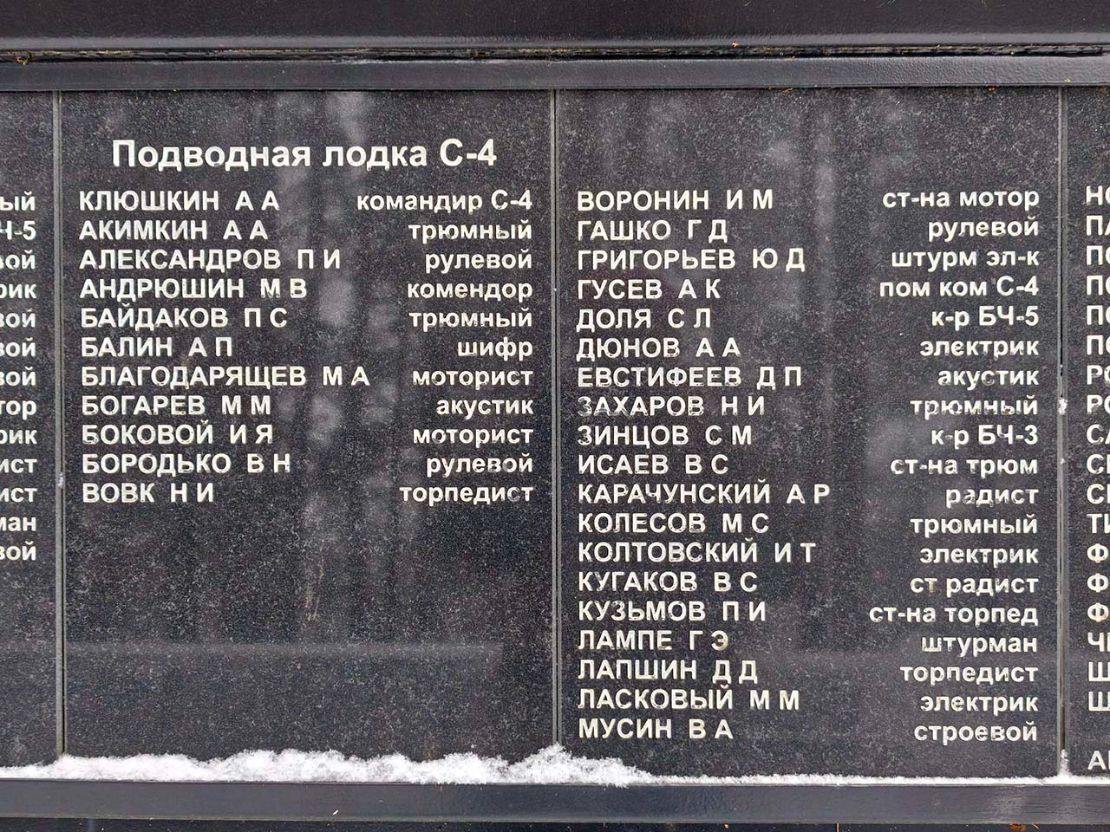 Подводная лодка С-4
КЛЮШКИН А А командир С-4
АКИМКИН А А трюмный
АЛЕКСАНДРОВ П И рулевой
АНДРЮШИН М В комендор
БАЙДАКОВ П С трюмный
БАЛИН А П шифр
БЛАГОДАРЯЩЕВ М А моторист
БОГАРЕВ М М акустик
БОКОВОЙ И Я моторист
БОРОДЬКО В Н рулевой
ВОВК Н И торпедист
ВОРОНИН И М ст-на мотор
ГАШКО Г Д рулевой
ГРИГОРЬЕВ Ю Д штурм эл-к
ГУСЕВ А К пом ком С-4
ДОЛЯ С Л к-р БЧ-5
ДЮНОВ А А электрик
ЕВСТИФЕЕВ Д П акустик
ЗАХАРОВ Н И трюмный
ЗИНЦОВ С М к-р БЧ-3
ИСАЕВ В С ст-на трюм
КАРАЧУНСКИЙ А Р радист
КОЛЕСОВ М С трюмный
КОЛТОВСКИЙ И Т электрик
КУГАКОВ В С ст радист
КУЗЬМОВ П И ст-на торпед
ЛАМПЕ Г Э штурман
ЛАПШИН Д Д торпедист
ЛАСКОВЫЙ М М электрик
МУСИН В А строевой